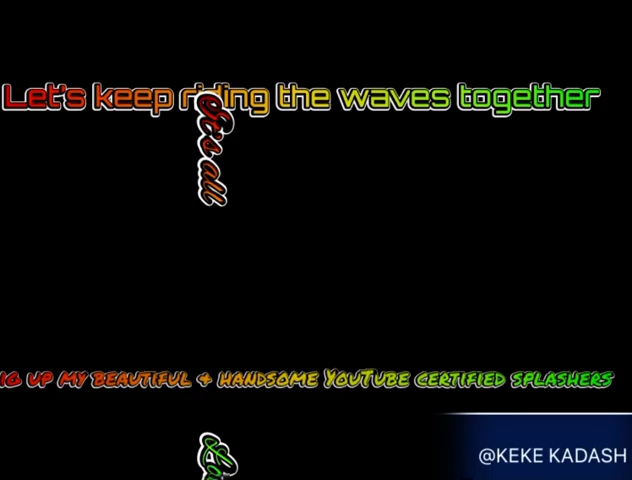 Let's keep riding the waves together
It's all
UP MY BEAUTIFUL & HANDSOME YOUTUBE CERTIFIED SPLASHERS
@KEKE KADASH